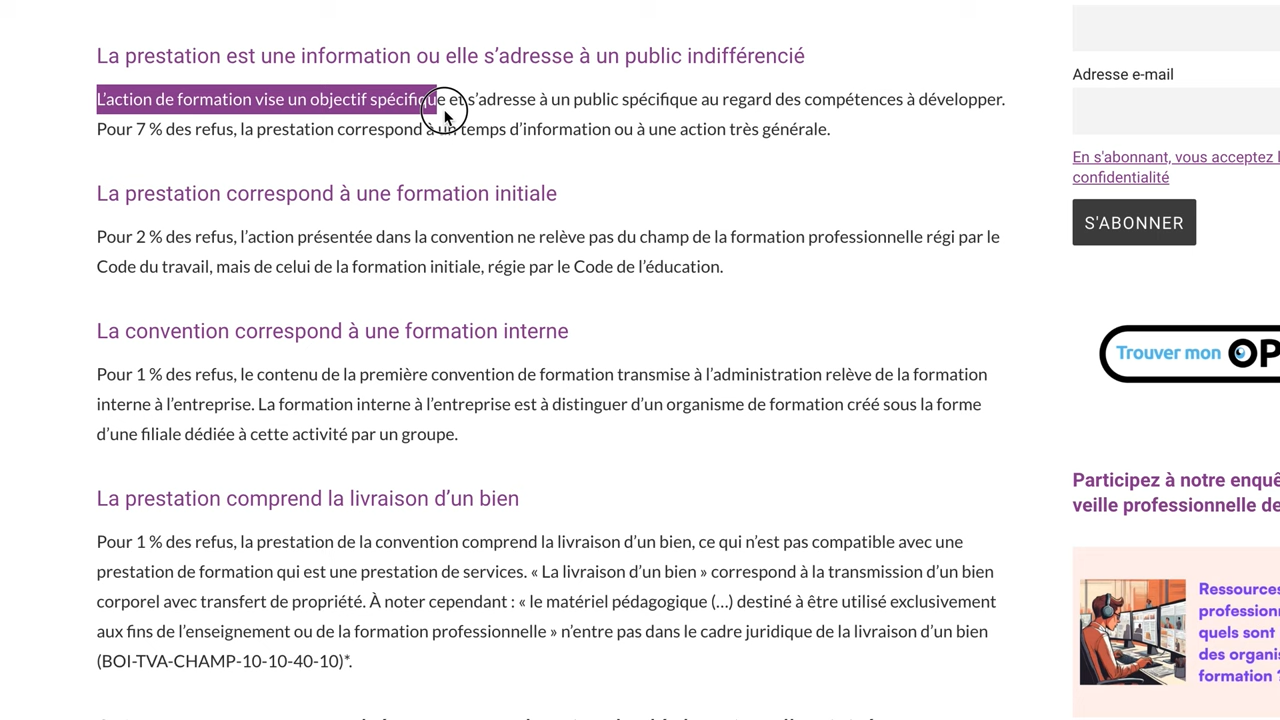 La prestation est une information ou elle s’adresse à un public indifférencié
L’action de formation vise un objectif spécifique et s’adresse à un public spécifique au regard des compétences à développer.
Pour 7 % des refus, la prestation correspond à un temps d’information ou à une action très générale.
La prestation correspond à une formation initiale
Pour 2 % des refus, l’action présentée dans la convention ne relève pas du champ de la formation professionnelle régi par le
Code du travail, mais de celui de la formation initiale, régie par le Code de l’éducation.
La convention correspond à une formation interne
Pour 1 % des refus, le contenu de la première convention de formation transmise à l’administration relève de la formation
interne à l’entreprise. La formation interne à l’entreprise est à distinguer d’un organisme de formation créé sous la forme
d’une filiale dédiée à cette activité par un groupe.
La prestation comprend la livraison d’un bien
Pour 1 % des refus, la prestation de la convention comprend la livraison d’un bien, ce qui n’est pas compatible avec une
prestation de formation qui est une prestation de services. « La livraison d’un bien » correspond à la transmission d’un bien
corporel avec transfert de propriété. À noter cependant : « le matériel pédagogique (…) destiné à être utilisé exclusivement
aux fins de l’enseignement ou de la formation professionnelle » n’entre pas dans le cadre juridique de la livraison d’un bien
(BOI-TVA-CHAMP-10-10-40-10)*.
Adresse e-mail
En s'abonnant, vous acceptez l
confidentialité
S'ABONNER
Trouver mon OP
Participez à notre enquê
veille professionnelle de
Ressources
profession
quels sont
des organis
formation ?